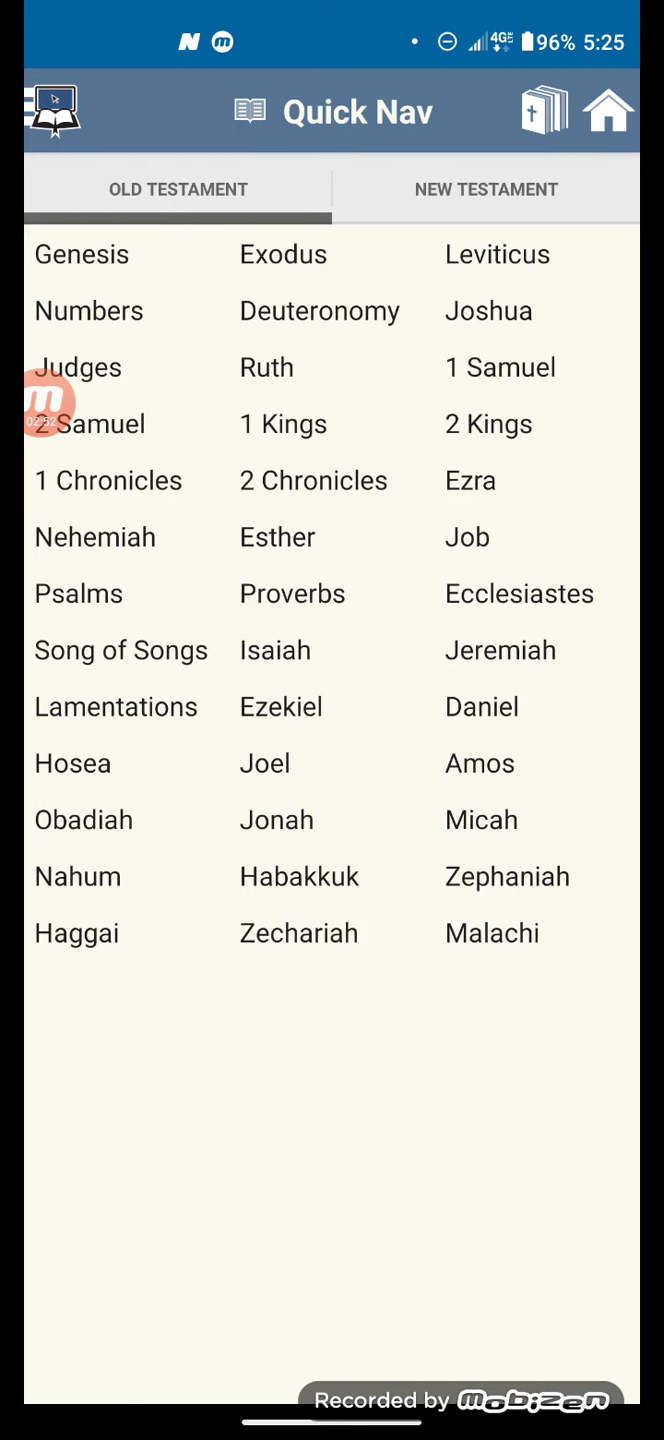 96% 5:25
Quick Nav
OLD TESTAMENT NEW TESTAMENT
Genesis Exodus Leviticus
Numbers Deuteronomy Joshua
Judges Ruth 1 Samuel
2 Samuel 1 Kings 2 Kings
02:52
1 Chronicles 2 Chronicles Ezra
Nehemiah Esther Job
Psalms Proverbs Ecclesiastes
Song of Songs Isaiah Jeremiah
Lamentations Ezekiel Daniel
Hosea Joel Amos
Obadiah Jonah Micah
Nahum Habakkuk Zephaniah
Haggai Zechariah Malachi
Recorded by mobizen